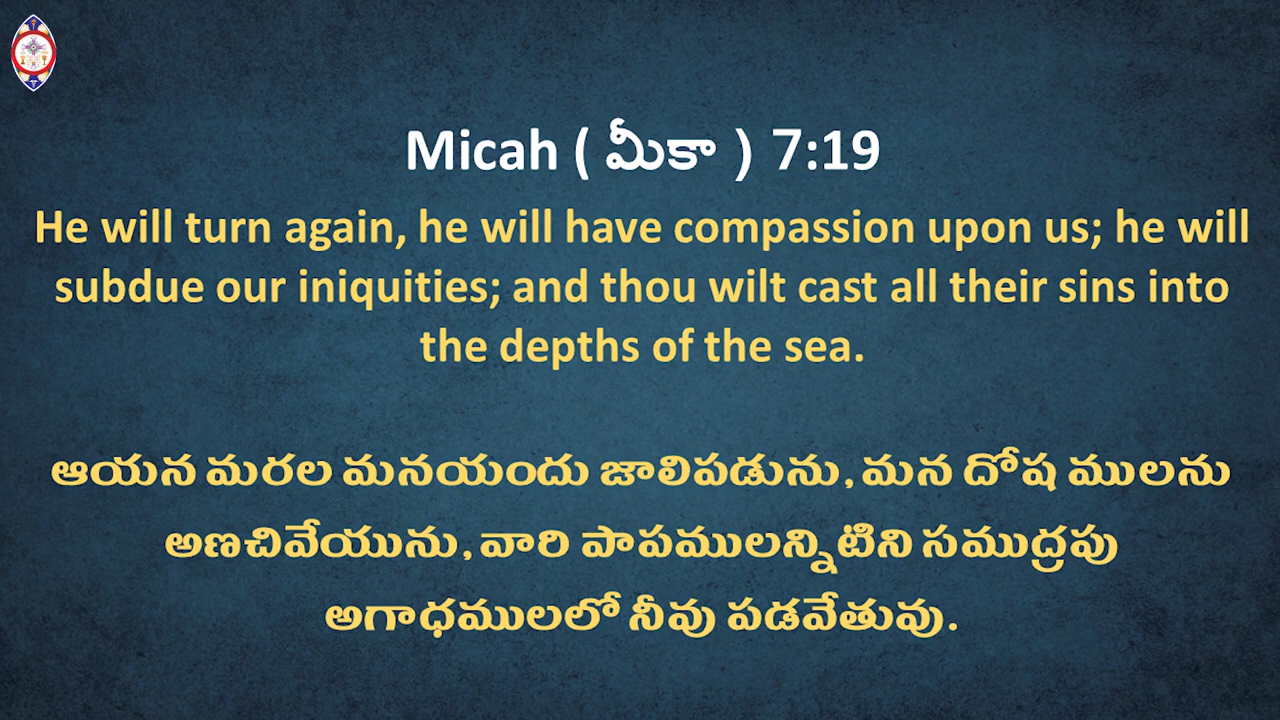 Micah ( మీకా ) 7:19
He will turn again, he will have compassion upon us; he will
subdue our iniquities; and thou wilt cast all their sins into
the depths of the sea.
ఆయన మరల మనయందు జాలిపడును, మన దోష ములను
అణచివేయును, వారి పాపములన్నిటిని సముద్రపు
అగాధములలో నీవు పడవేతువు.